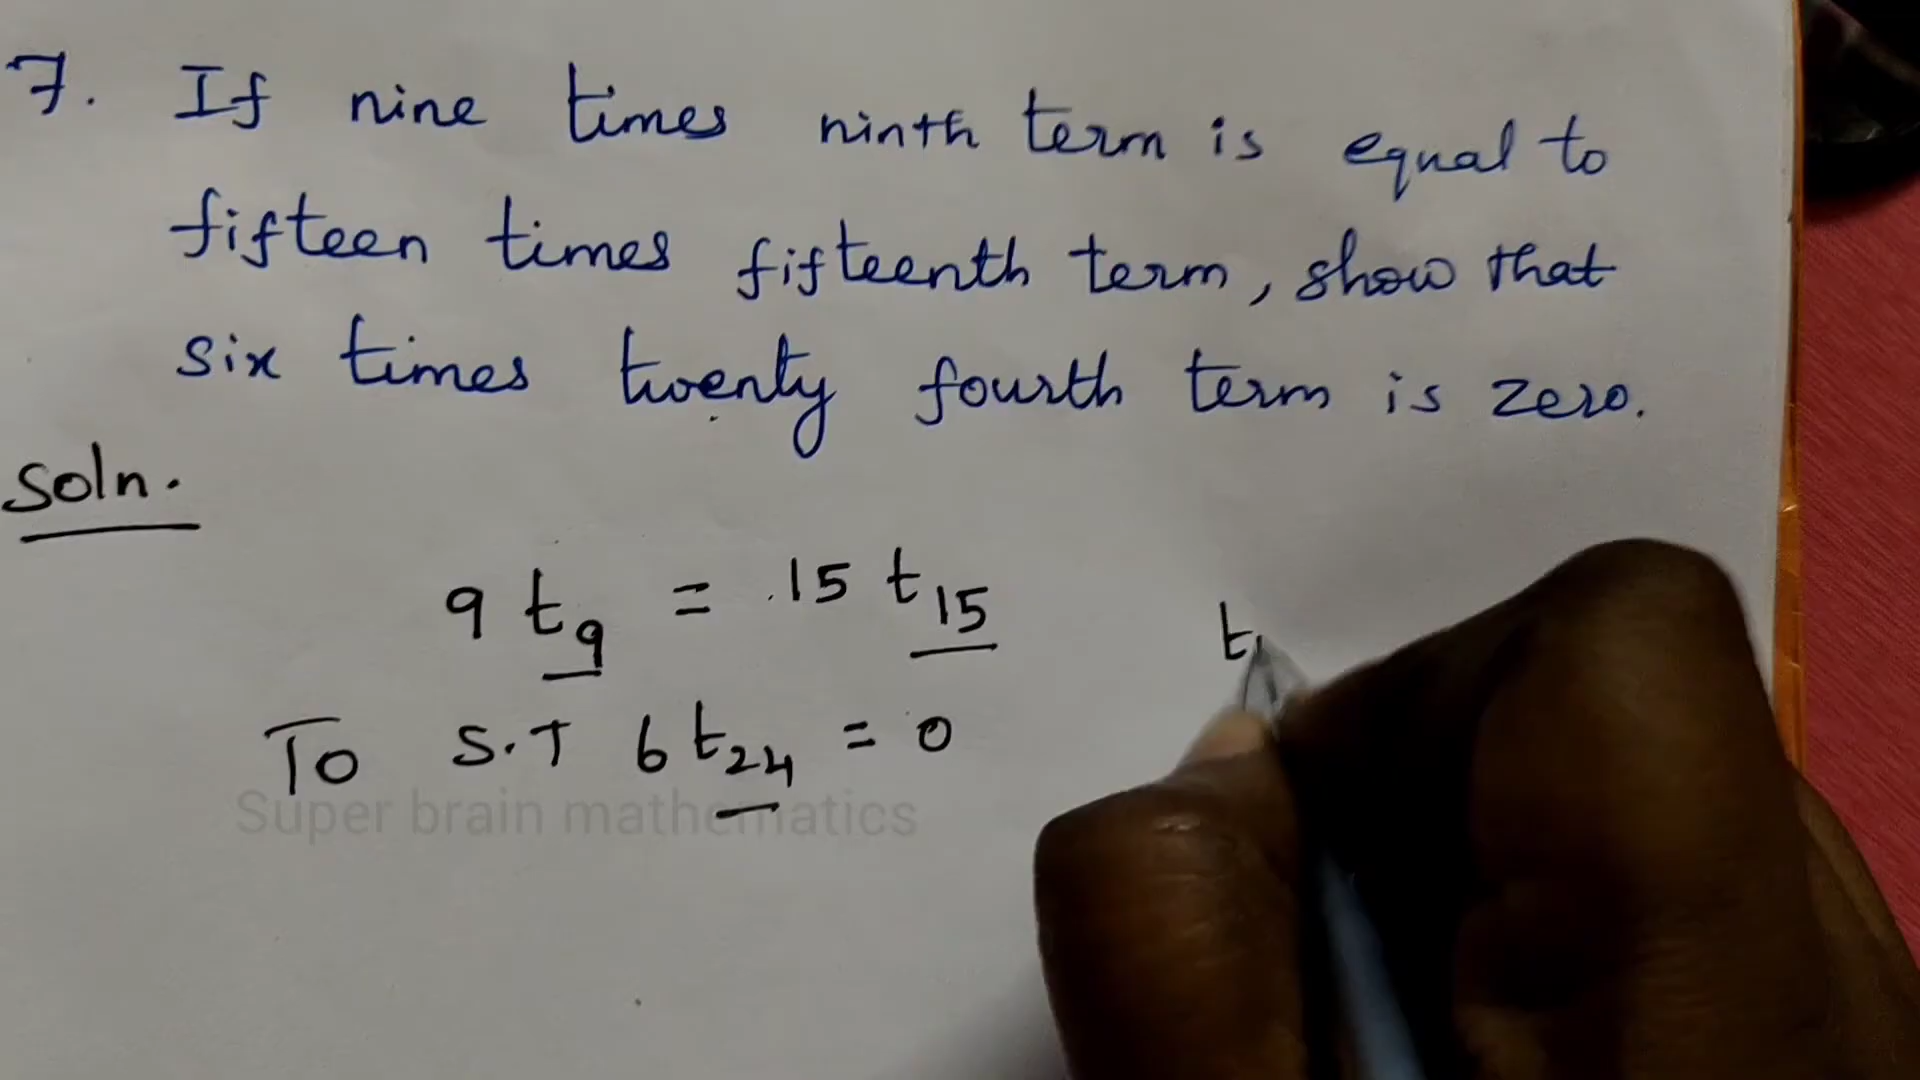 7. If nine times ninth term is equal to
fifteen times fifteenth term, show that
six times twenty fourth term is zero.
Soln.
9 t₉ = 15 t₁₅
To S.T 6 t₂₄ = 0
Super brain mathematics